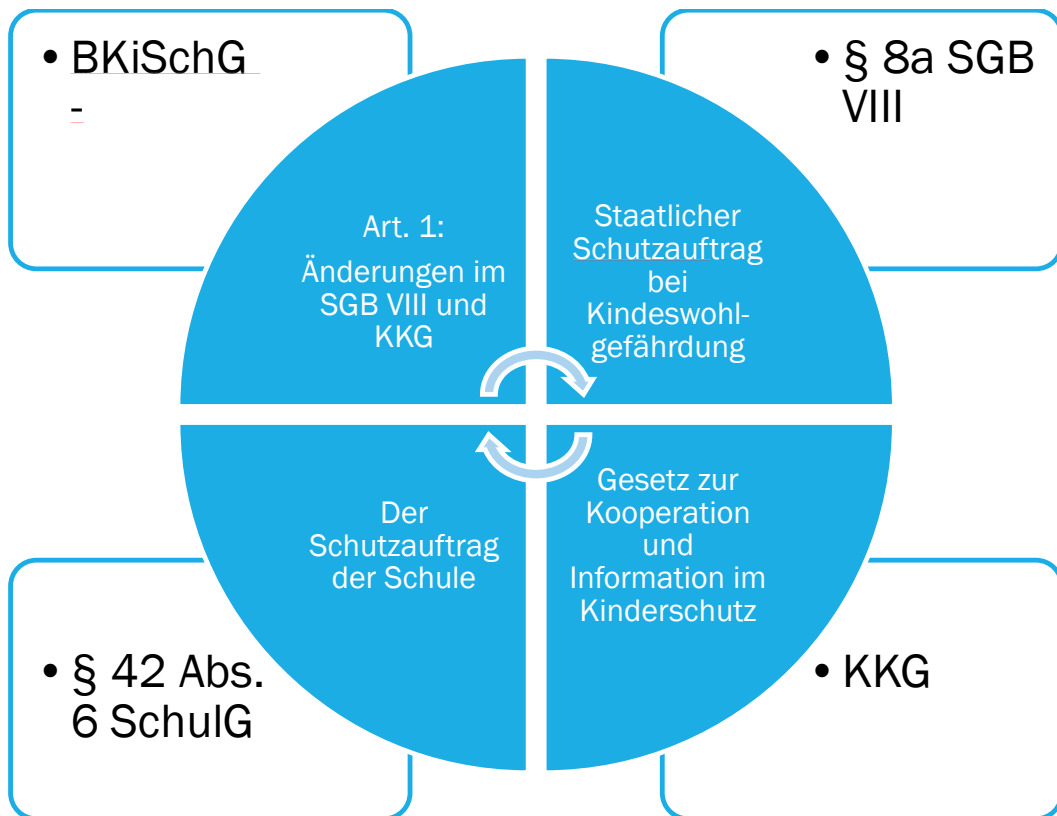 • BKiSchG
-
• § 8a SGB
VIII
Art. 1:
Änderungen im
SGB VIII und
KKG
Staatlicher
Schutzauftrag
bei
Kindeswohl-
gefährdung
Der
Schutzauftrag
der Schule
Gesetz zur
Kooperation
und
Information im
Kinderschutz
• § 42 Abs.
6 SchulG
• KKG